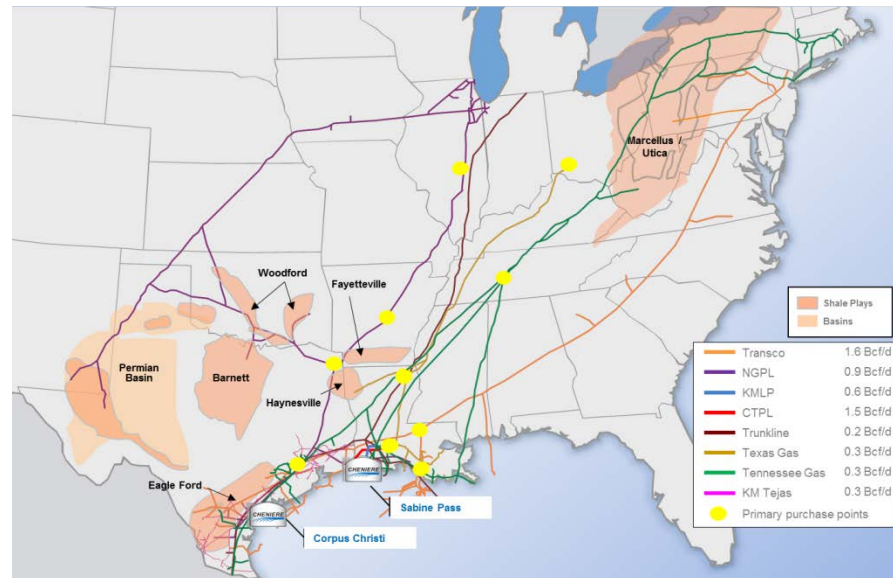 Marcellus /
Utica
Woodford
Fayetteville
Permian
Basin
Barnett
Haynesville
Eagle Ford
CHENIERE
Sabine Pass
CHENIERE
Corpus Christi
Shale Plays
Basins
Transco 1.6 Bcf/d
NGPL 0.9 Bcf/d
KMLP 0.6 Bcf/d
CTPL 1.5 Bcf/d
Trunkline 0.2 Bcf/d
Texas Gas 0.3 Bcf/d
Tennessee Gas 0.3 Bcf/d
KM Tejas 0.3 Bcf/d
Primary purchase points